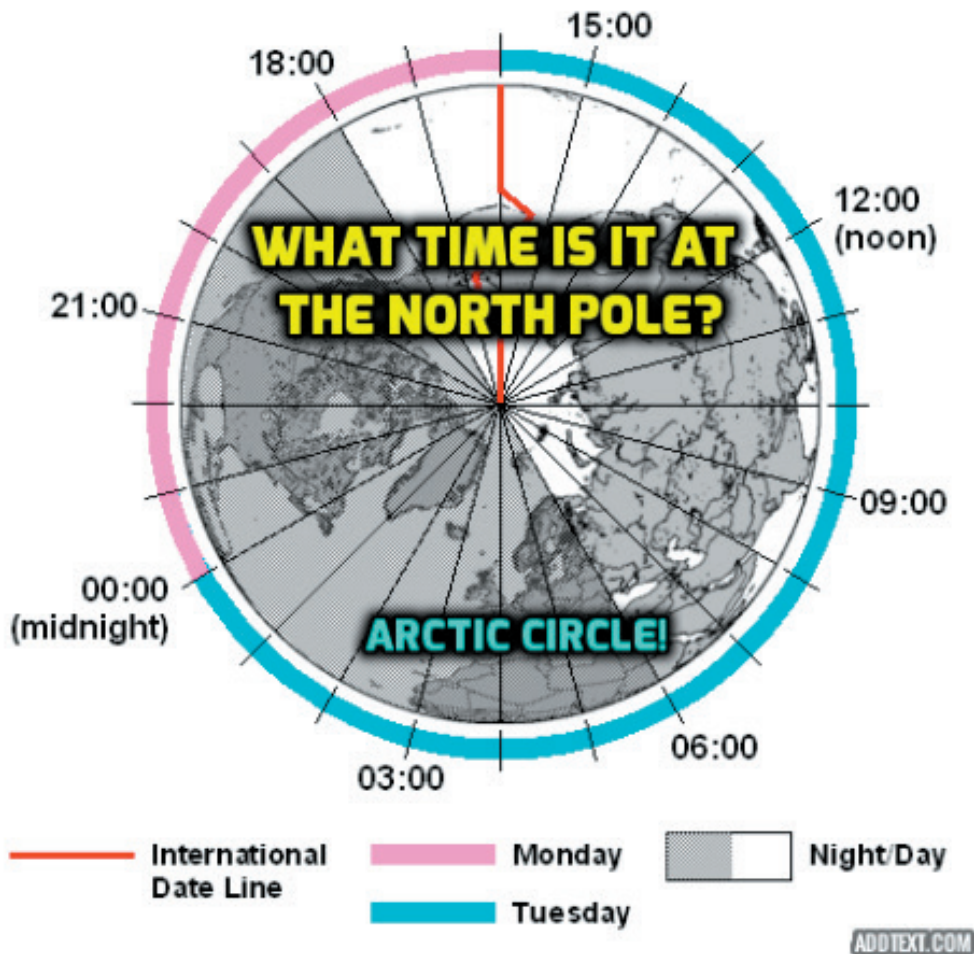 15:00
18:00
12:00
(noon)
WHAT TIME IS IT AT
THE NORTH POLE?
21:00
09:00
00:00
(midnight)
ARCTIC CIRCLE!
06:00
03:00
International
Date Line
Monday
Night/Day
Tuesday
ADDTEXT.COM